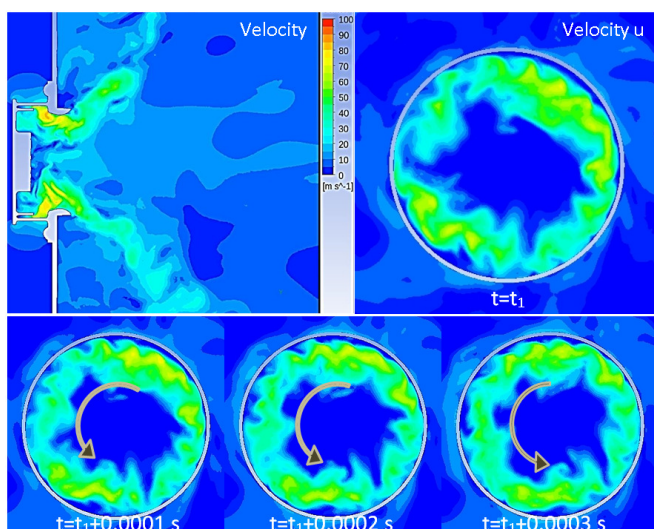 Velocity
100
90
80
70
60
50
40
30
20
10
0
[m s^-1]
Velocity u
t=t₁
t=t₁+0.0001 s
t=t₁+0.0002 s
t=t₁+0.0003 s